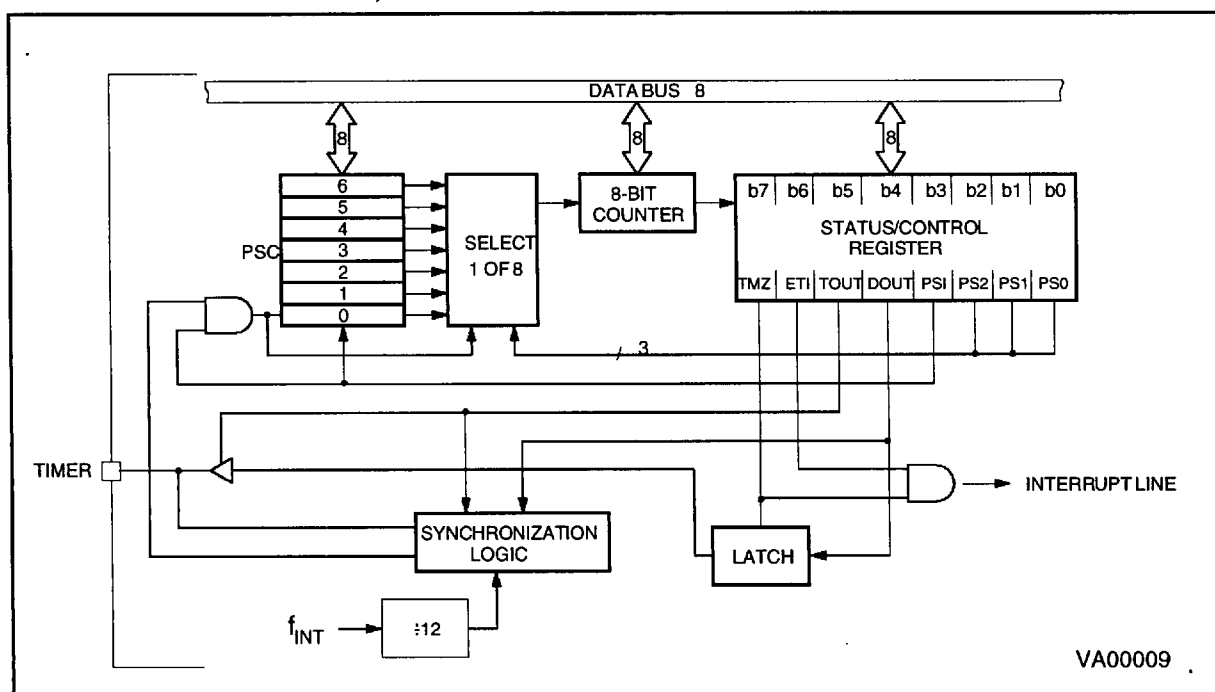 DATABUS 8
8
8
8
6
5
4
3
2
1
0
PSC
SELECT
1 OF 8
8-BIT
COUNTER
b7 b6 b5 b4 b3 b2 b1 b0
STATUS/CONTROL
REGISTER
TMZ ETI TOUT DOUT PSI PS2 PS1 PS0
3
TIMER
SYNCHRONIZATION
LOGIC
LATCH
INTERRUPT LINE
fINT
÷12
VA00009